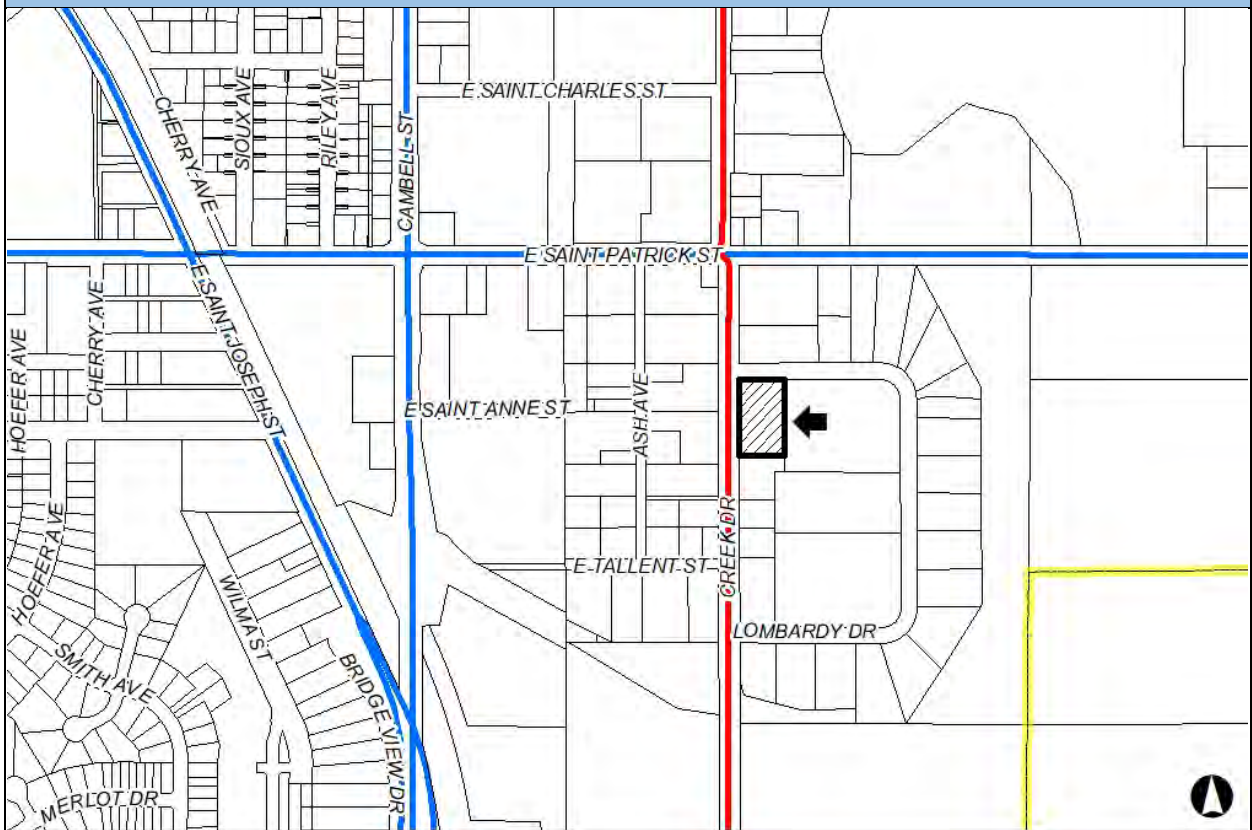 E SAINT CHARLES ST
CHERRY AVE
SIOUX AVE
RILEY AVE
CAMBELL ST
E SAINT PATRICK ST
E SAINT JOSEPH ST
HOEFER AVE
CHERRY AVE
E SAINT ANNE ST
ASH AVE
CREEK DR
E TALLENT ST
HOEFER AVE
WILMA ST
LOMBARDY DR
SMITH AVE
BRIDGE VIEW DR
MERLOT DR